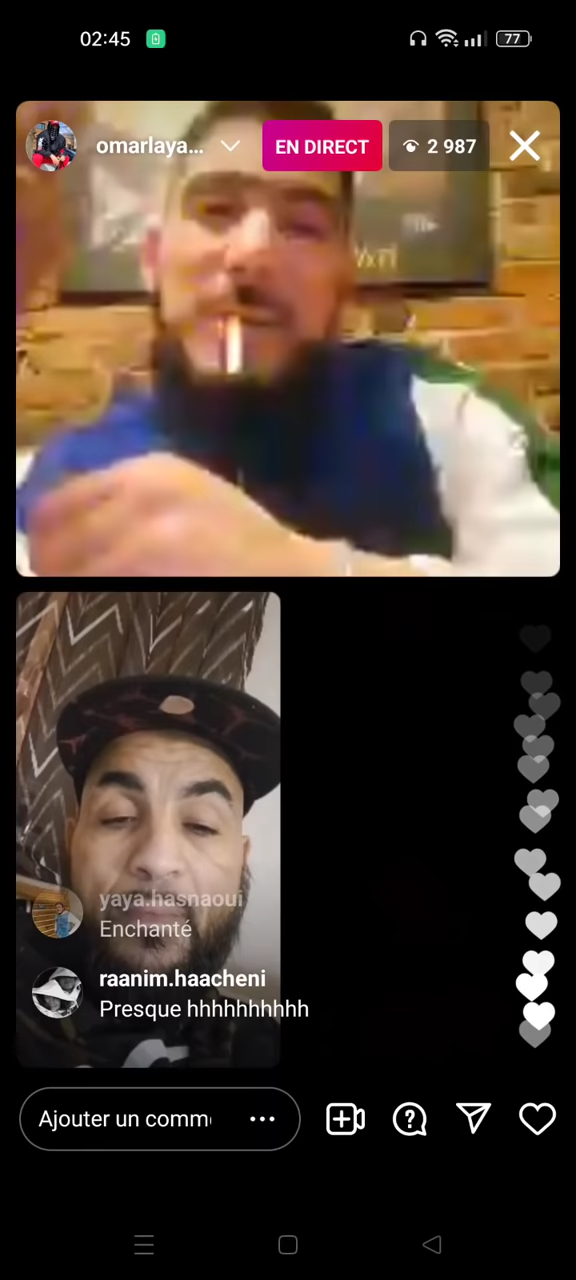 02:45
77
omarlaya...
EN DIRECT
2 987
yaya.hasnaoui
Enchanté
raanim.haacheni
Presque hhhhhhhhhh
Ajouter un comm